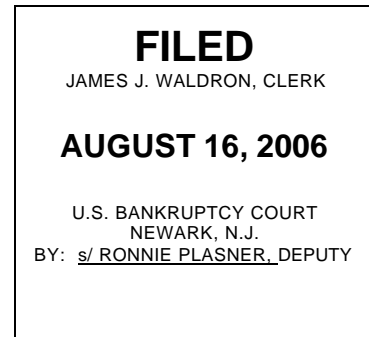 FILED
JAMES J. WALDRON, CLERK
AUGUST 16, 2006
U.S. BANKRUPTCY COURT
NEWARK, N.J.
BY: s/ RONNIE PLASNER, DEPUTY